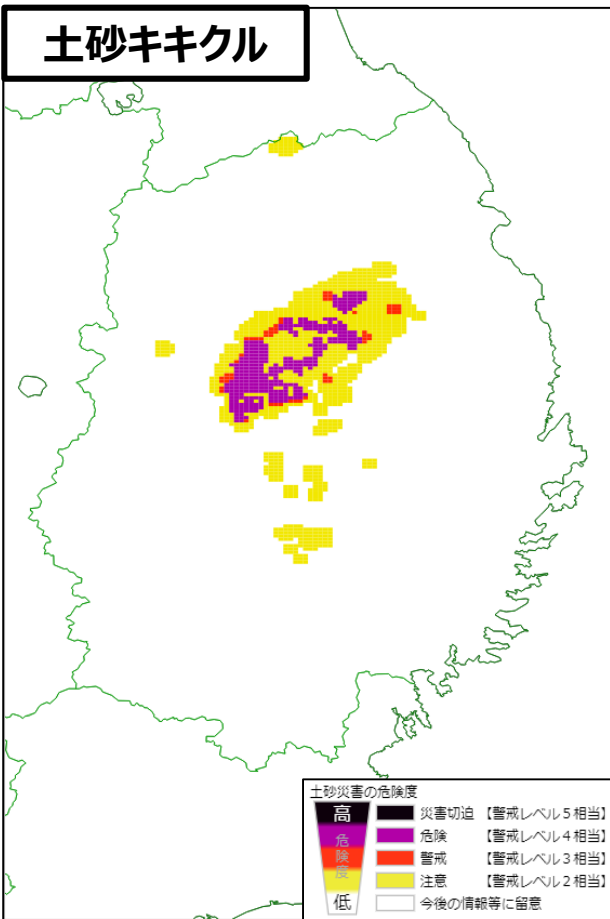 土砂キキクル
土砂災害の危険度
高
危険度
低
災害切迫 【警戒レベル５相当】
危険 【警戒レベル４相当】
警戒 【警戒レベル３相当】
注意 【警戒レベル２相当】
今後の情報等に留意